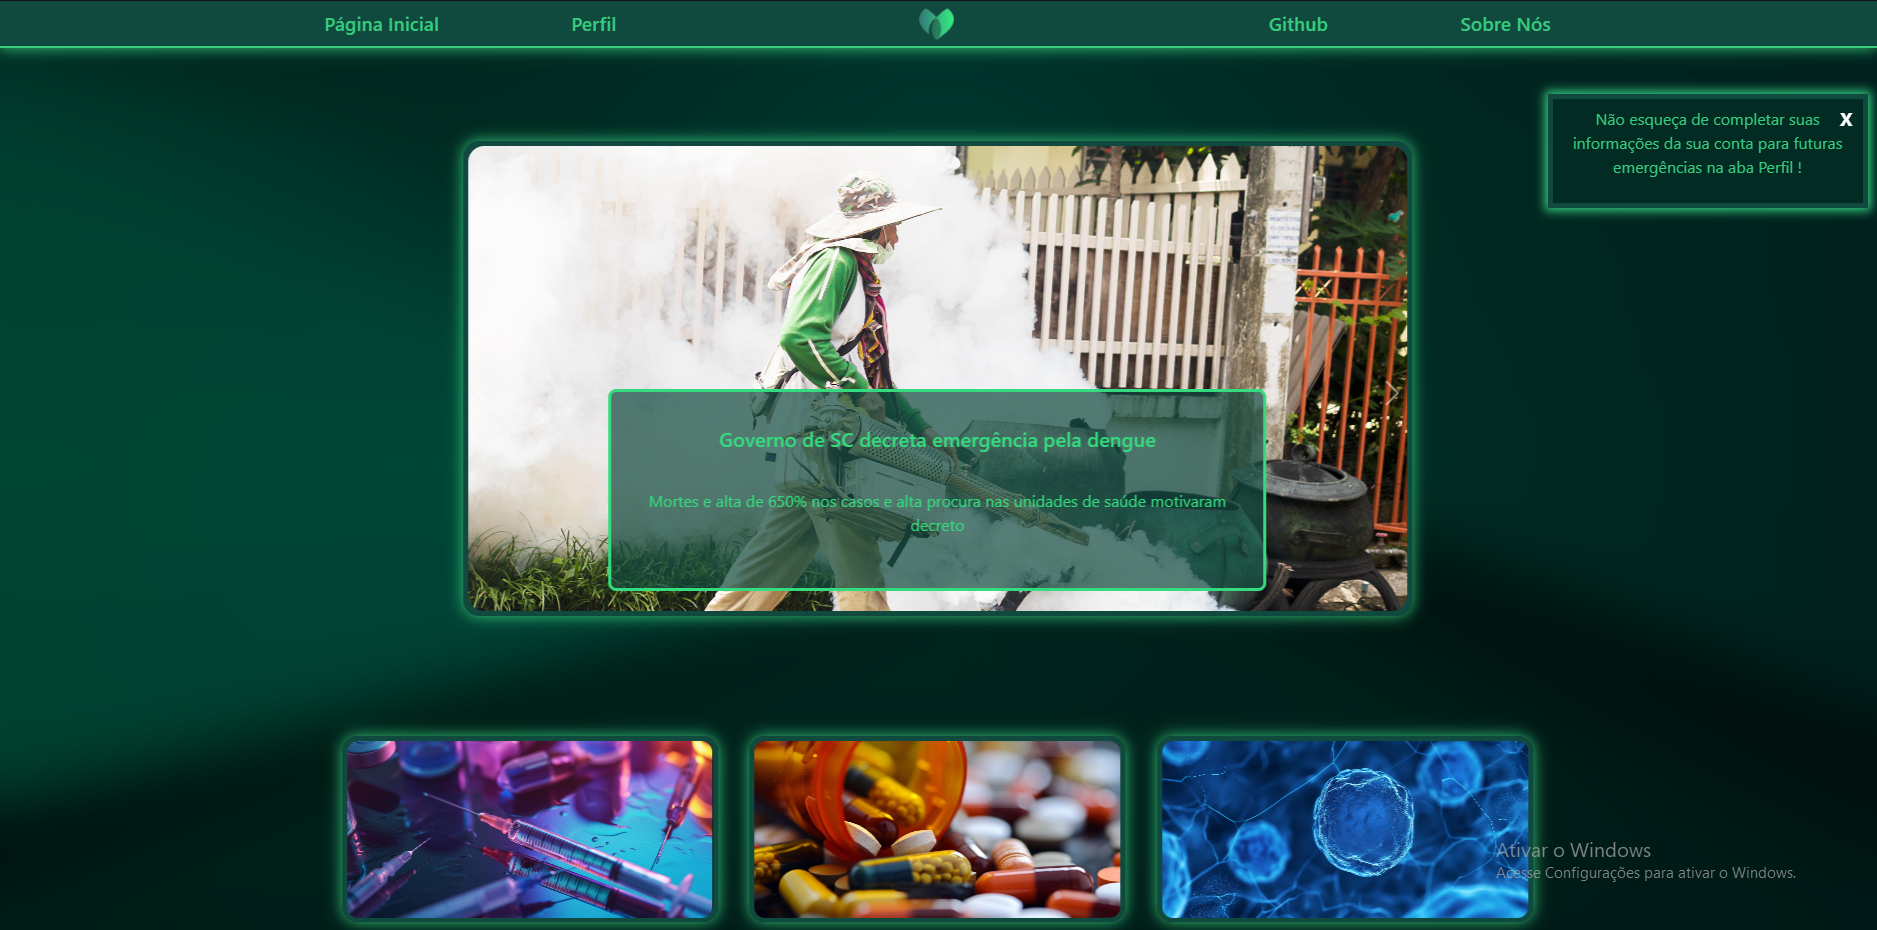 Página Inicial
Perfil
Github
Sobre Nós
Não esqueça de completar suas
informações da sua conta para futuras
emergências na aba Perfil !
X
Governo de SC decreta emergência pela dengue
Mortes e alta de 650% nos casos e alta procura nas unidades de saúde motivaram
decreto
Ativar o Windows
Acesse Configurações para ativar o Windows.